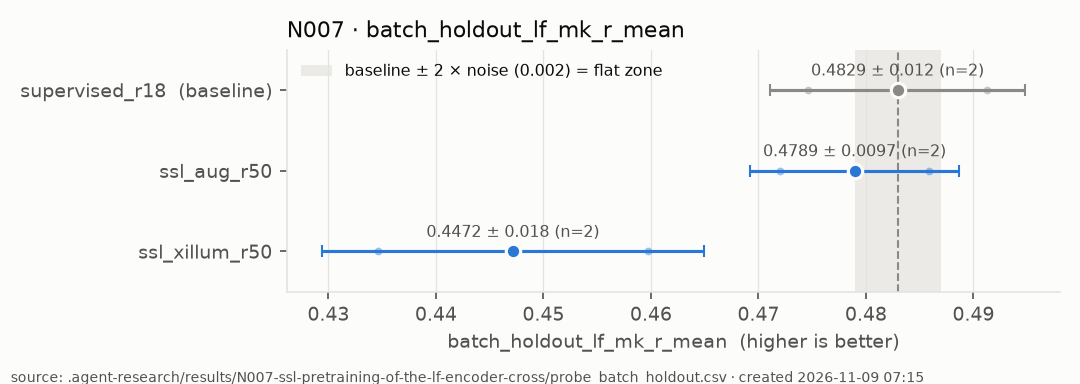 N007 · batch_holdout_lf_mk_r_mean
baseline ± 2 × noise (0.002) = flat zone
supervised_r18 (baseline)
0.4829 ± 0.012 (n=2)
ssl_aug_r50
0.4789 ± 0.0097 (n=2)
ssl_xillum_r50
0.4472 ± 0.018 (n=2)
0.43 0.44 0.45 0.46 0.47 0.48 0.49
batch_holdout_lf_mk_r_mean (higher is better)
source: .agent-research/results/N007-ssl-pretraining-of-the-lf-encoder-cross/probe_batch_holdout.csv · created 2026-11-09 07:15